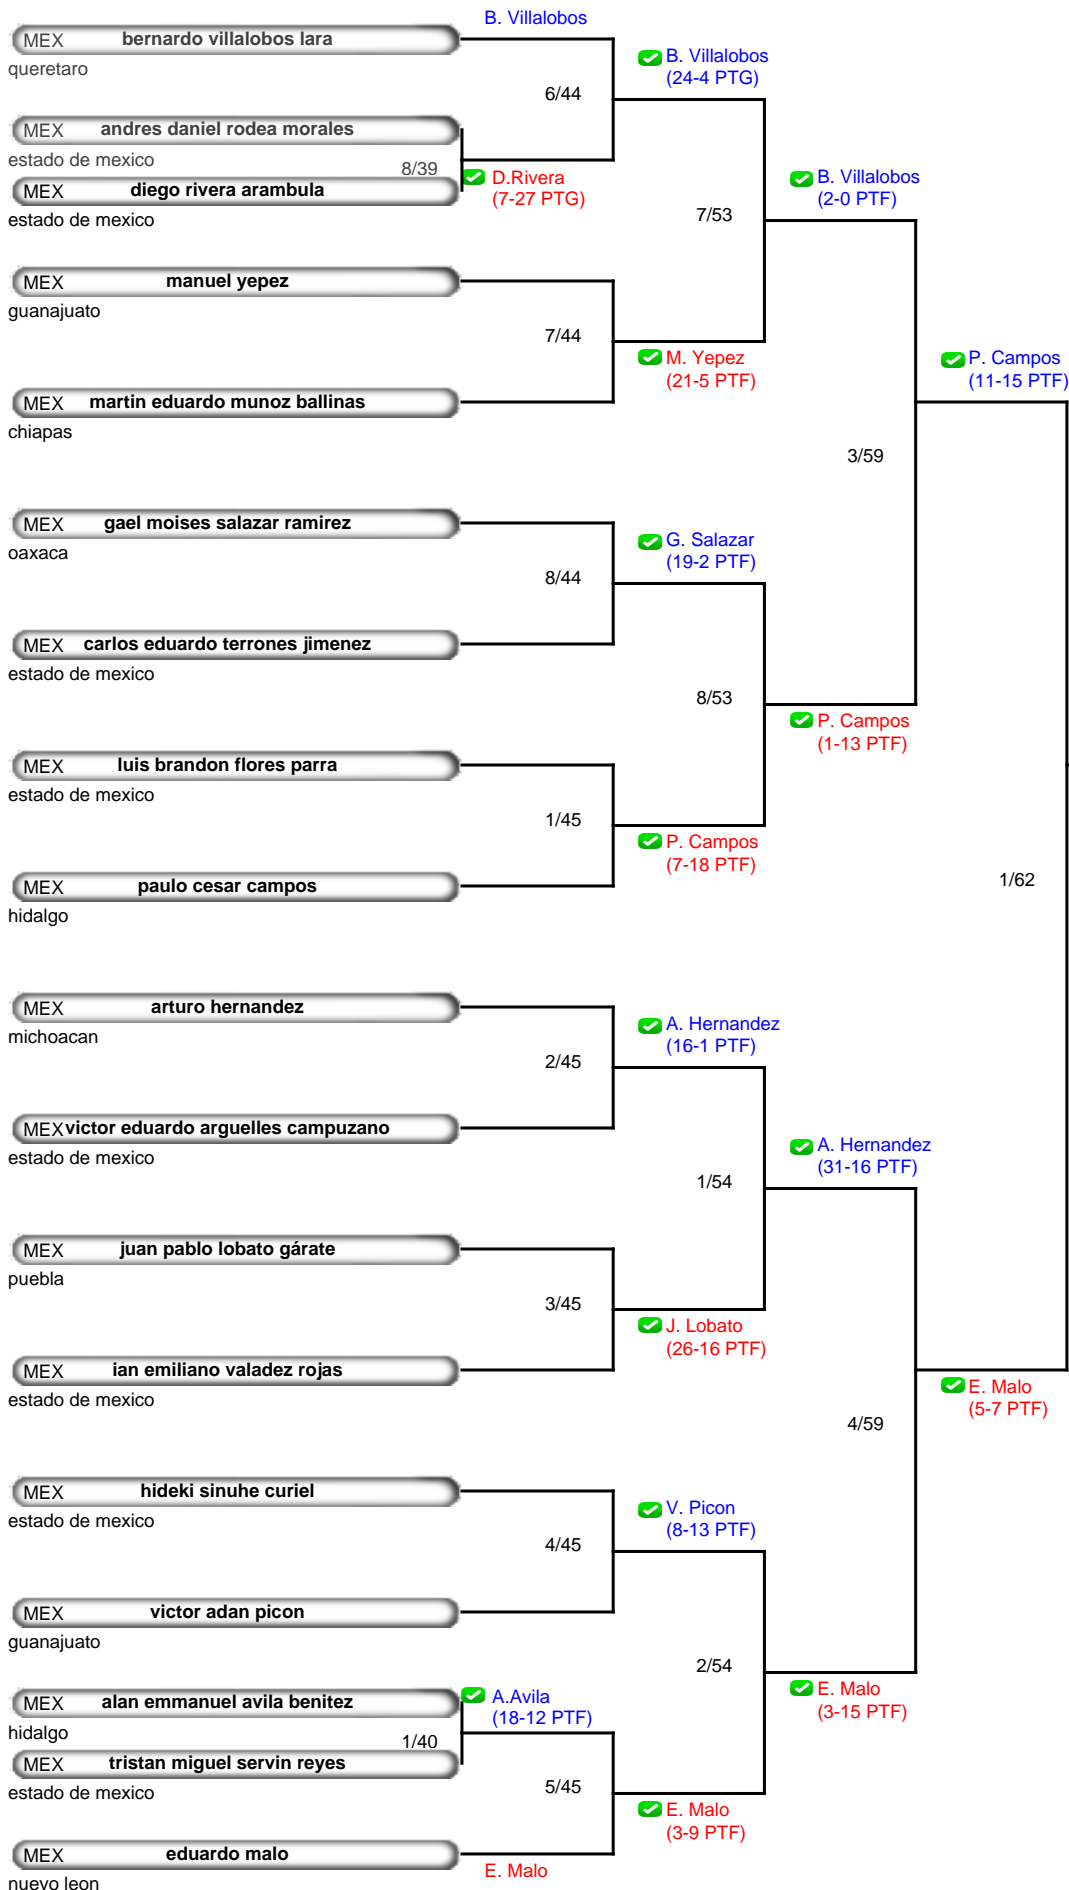 B. Villalobos
MEX bernardo villalobos lara
queretaro
B. Villalobos
(24-4 PTG)
6/44
MEX andres daniel rodea morales
estado de mexico
8/39
MEX diego rivera arambula
D.Rivera
(7-27 PTG)
estado de mexico
B. Villalobos
(2-0 PTF)
7/53
MEX manuel yepez
guanajuato
7/44
M. Yepez
(21-5 PTF)
P. Campos
(11-15 PTF)
MEX martin eduardo munoz ballinas
chiapas
3/59
MEX gael moises salazar ramirez
oaxaca
G. Salazar
(19-2 PTF)
8/44
MEX carlos eduardo terrones jimenez
estado de mexico
8/53
P. Campos
(1-13 PTF)
MEX luis brandon flores parra
estado de mexico
1/45
P. Campos
(7-18 PTF)
MEX paulo cesar campos
hidalgo
1/62
MEX arturo hernandez
michoacan
A. Hernandez
(16-1 PTF)
2/45
MEX victor eduardo arguelles campuzano
estado de mexico
A. Hernandez
(31-16 PTF)
1/54
MEX juan pablo lobato gárate
puebla
3/45
J. Lobato
(26-16 PTF)
MEX ian emiliano valadez rojas
estado de mexico
E. Malo
(5-7 PTF)
4/59
MEX hideki sinuhe curiel
estado de mexico
V. Picon
(8-13 PTF)
4/45
MEX victor adan picon
guanajuato
2/54
E. Malo
(3-15 PTF)
MEX alan emmanuel avila benitez
hidalgo
A.Avila
(18-12 PTF)
1/40
MEX tristan miguel servin reyes
estado de mexico
5/45
E. Malo
(3-9 PTF)
MEX eduardo malo
E. Malo
nuevo leon